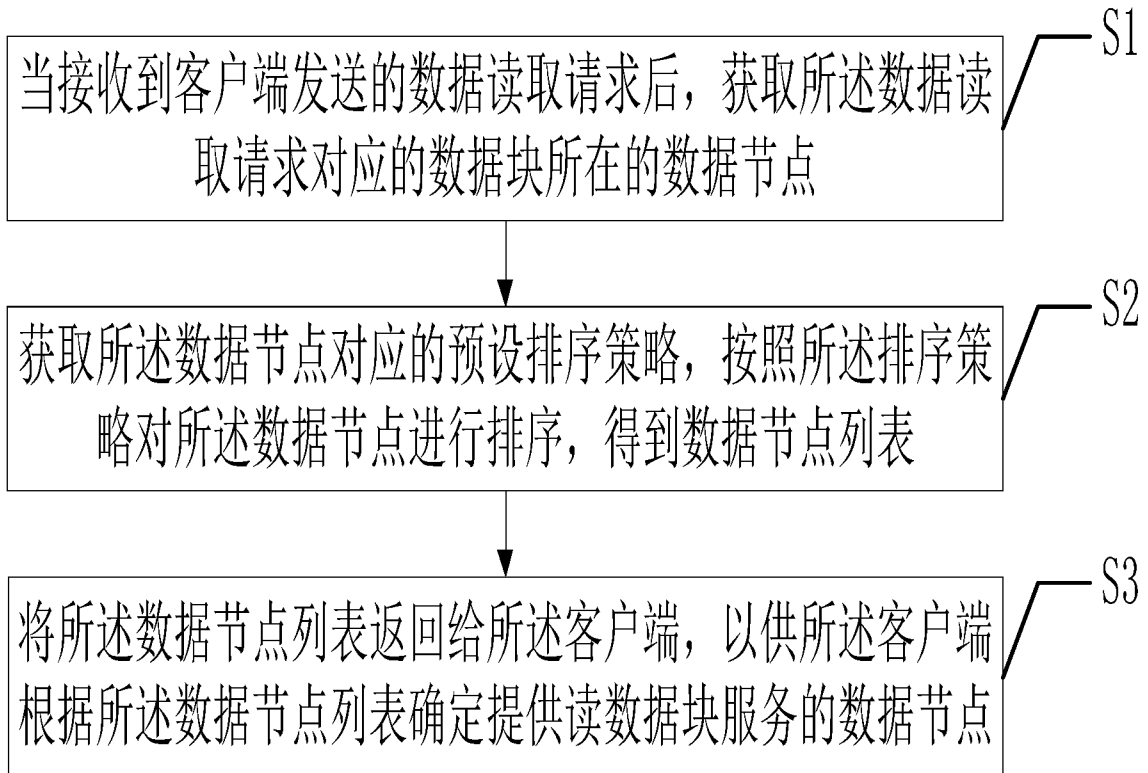 S1
当接收到客户端发送的数据读取请求后，获取所述数据读
取请求对应的数据块所在的数据节点
S2
获取所述数据节点对应的预设排序策略，按照所述排序策
略对所述数据节点进行排序，得到数据节点列表
S3
将所述数据节点列表返回给所述客户端，以供所述客户端
根据所述数据节点列表确定提供读数据块服务的数据节点